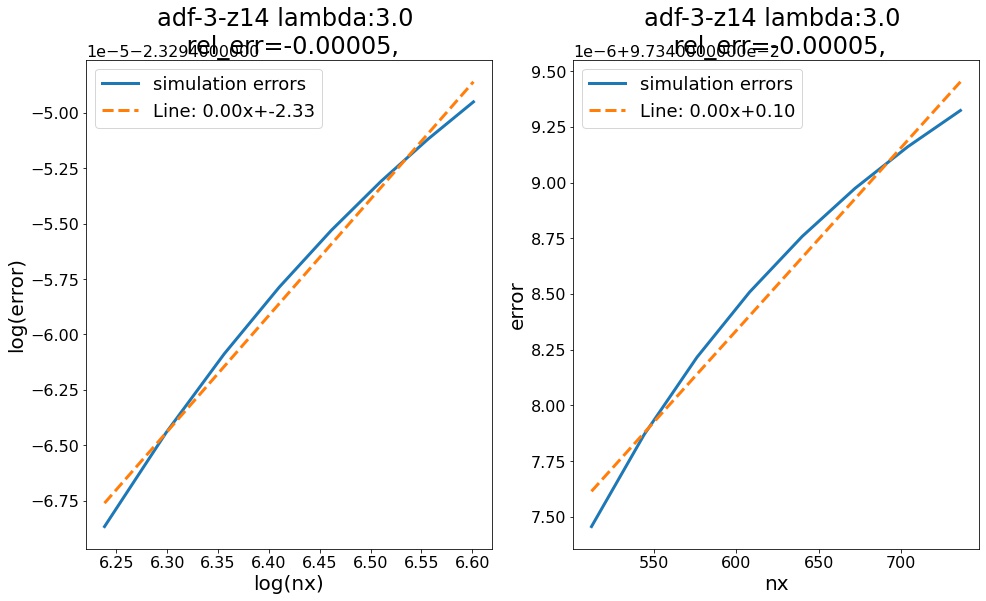 adf-3-z14 lambda:3.0
rel_err=-0.00005,
1e−5−2.3294000000
simulation errors
Line: 0.00x+-2.33
log(error)
−5.00
−5.25
−5.50
−5.75
−6.00
−6.25
−6.50
−6.75
6.25
6.30
6.35
6.40
6.45
6.50
6.55
6.60
log(nx)
adf-3-z14 lambda:3.0
rel_err=-0.00005,
1e−6+9.7340000000e−2
simulation errors
Line: 0.00x+0.10
error
9.50
9.25
9.00
8.75
8.50
8.25
8.00
7.75
7.50
550
600
650
700
nx